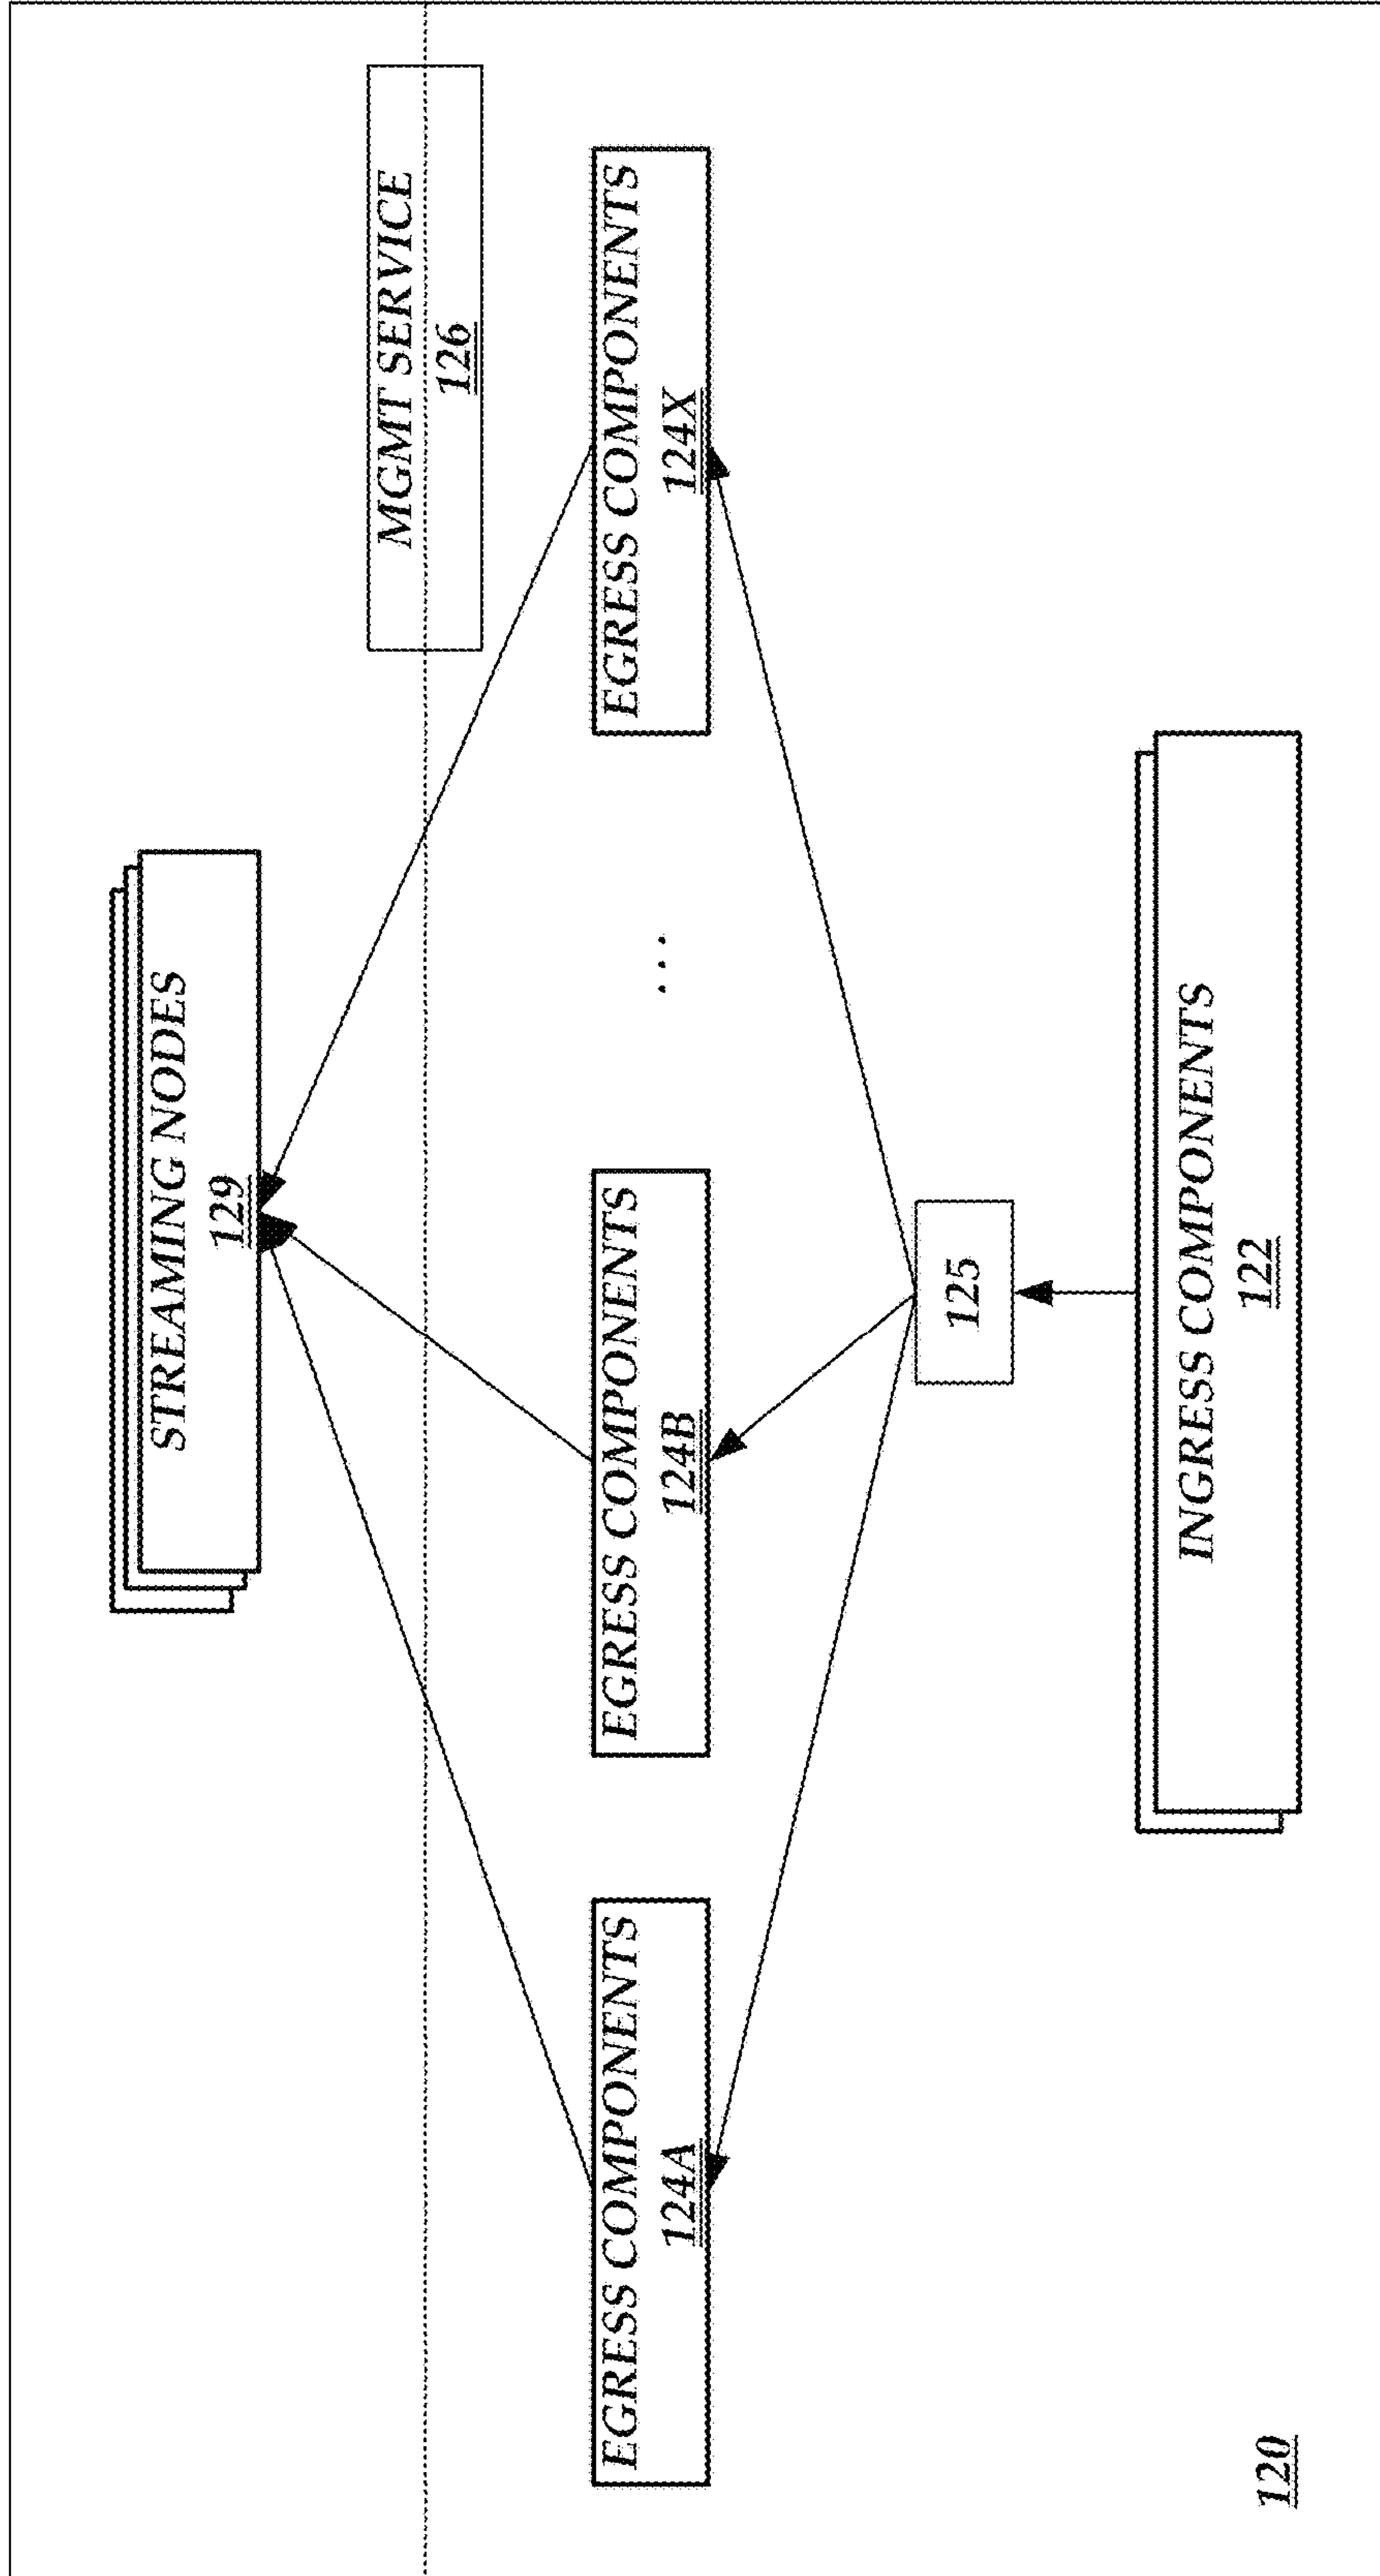 STREAMING NODES
129
MGMT SERVICE
126
EGRESS COMPONENTS
124A
EGRESS COMPONENTS
124B
...
EGRESS COMPONENTS
124X
125
INGRESS COMPONENTS
122
120